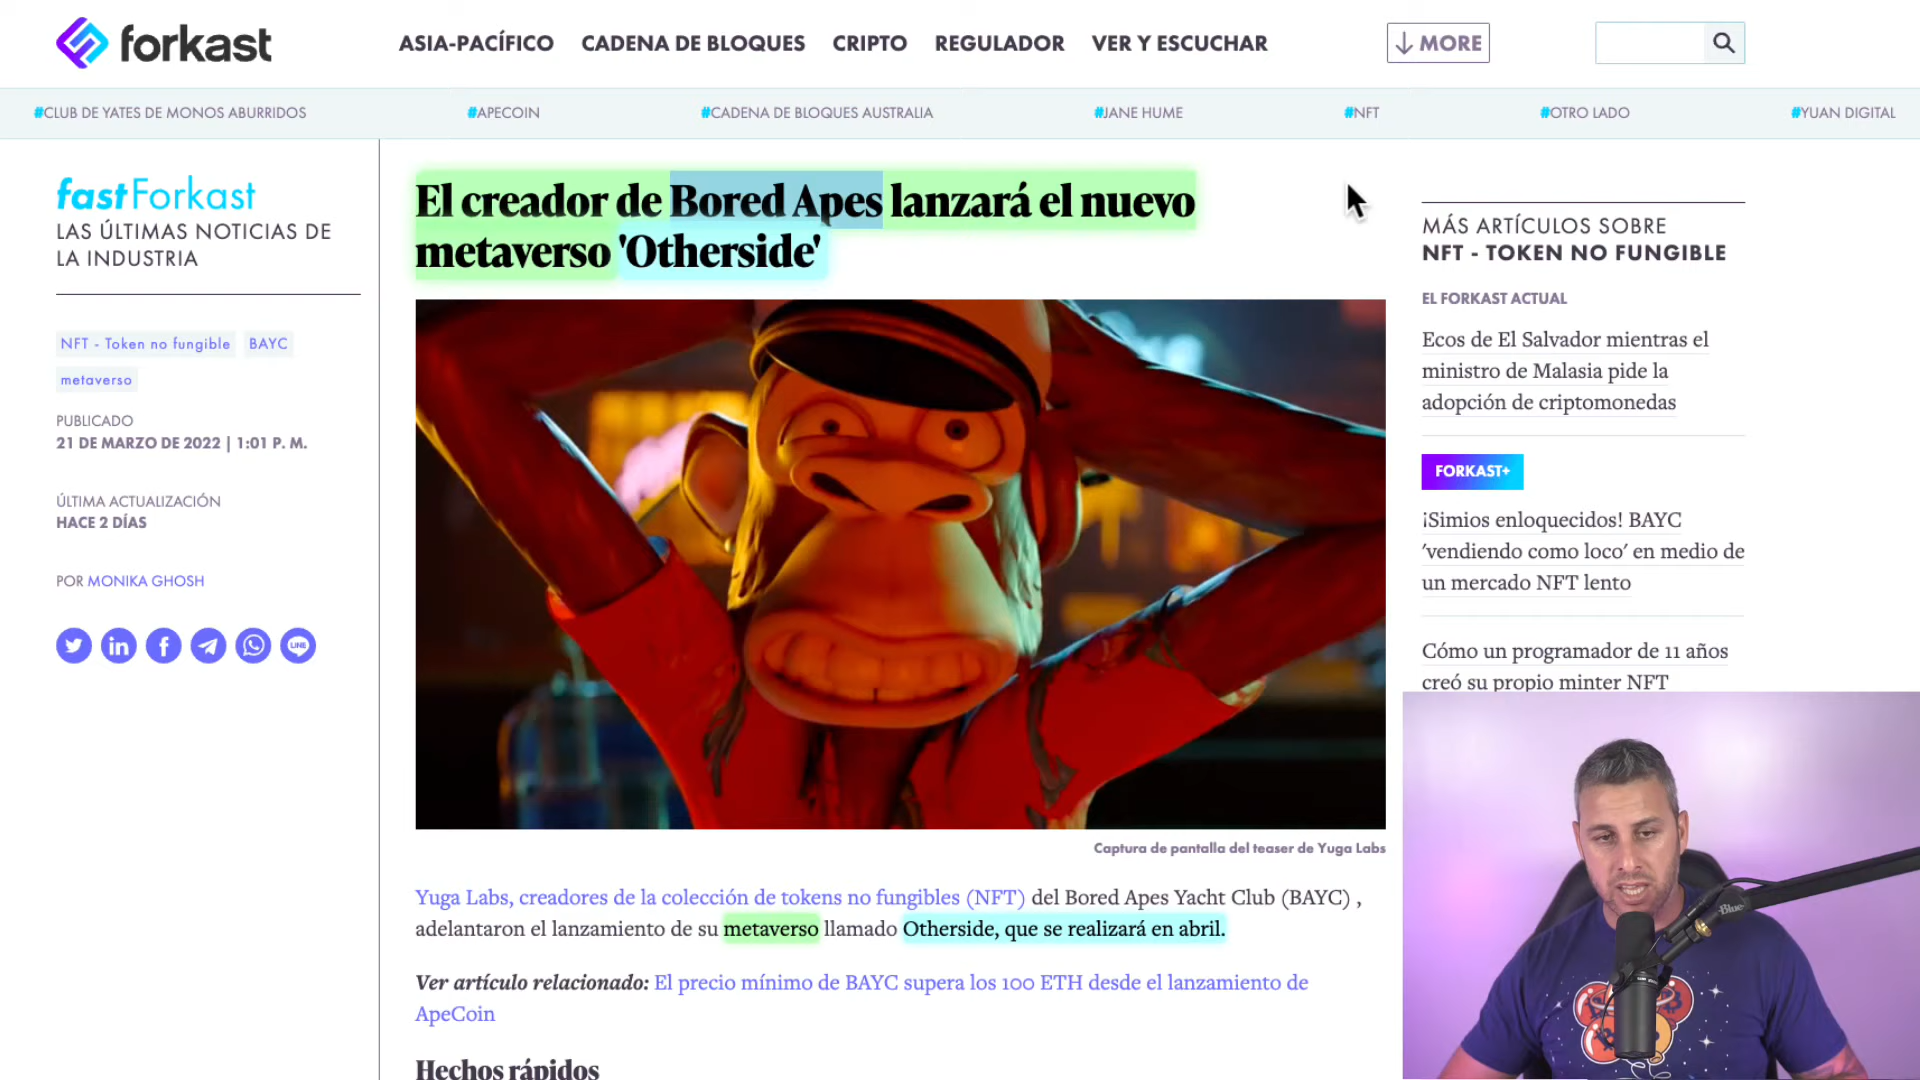 forkast
ASIA-PACÍFICO CADENA DE BLOQUES CRIPTO REGULADOR VER Y ESCUCHAR
MORE
#CLUB DE YATES DE MONOS ABURRIDOS #APECOIN #CADENA DE BLOQUES AUSTRALIA #JANE HUME #NFT #OTRO LADO #YUAN DIGITAL
fastForkast
LAS ÚLTIMAS NOTICIAS DE
LA INDUSTRIA
NFT - Token no fungible BAYC
metaverso
PUBLICADO
21 DE MARZO DE 2022 | 1:01 P. M.
ÚLTIMA ACTUALIZACIÓN
HACE 2 DÍAS
POR MONIKA GHOSH
LINE
El creador de Bored Apes lanzará el nuevo
metaverso 'Otherside'
Captura de pantalla del teaser de Yuga Labs
Yuga Labs, creadores de la colección de tokens no fungibles (NFT) del Bored Apes Yacht Club (BAYC) ,
adelantaron el lanzamiento de su metaverso llamado Otherside, que se realizará en abril.
Ver artículo relacionado: El precio mínimo de BAYC supera los 100 ETH desde el lanzamiento de
ApeCoin
Hechos rápidos
MÁS ARTÍCULOS SOBRE
NFT - TOKEN NO FUNGIBLE
EL FORKAST ACTUAL
Ecos de El Salvador mientras el
ministro de Malasia pide la
adopción de criptomonedas
FORKAST+
¡Simios enloquecidos! BAYC
'vendiendo como loco' en medio de
un mercado NFT lento
Cómo un programador de 11 años
creó su propio minter NFT
Blue